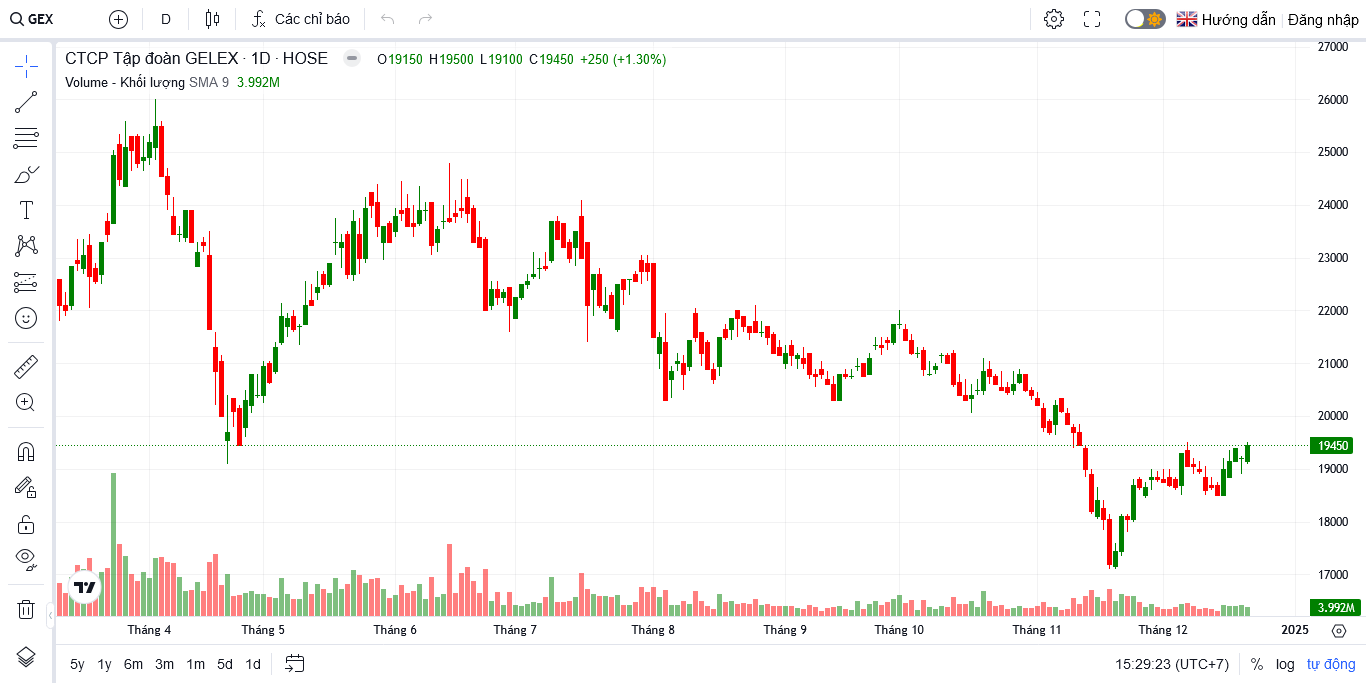 GEX D Các chỉ báo Hướng dẫn Đăng nhập
CTCP Tập đoàn GELEX · 1D · HOSE O19150 H19500 L19100 C19450 +250 (+1.30%)
Volume - Khối lượng SMA 9 3.992M
27000
26000
25000
24000
23000
22000
21000
20000
19450
19000
18000
17000
3.992M
Tháng 4 Tháng 5 Tháng 6 Tháng 7 Tháng 8 Tháng 9 Tháng 10 Tháng 11 Tháng 12 2025
5y 1y 6m 3m 1m 5d 1d 15:29:23 (UTC+7) % log tự động